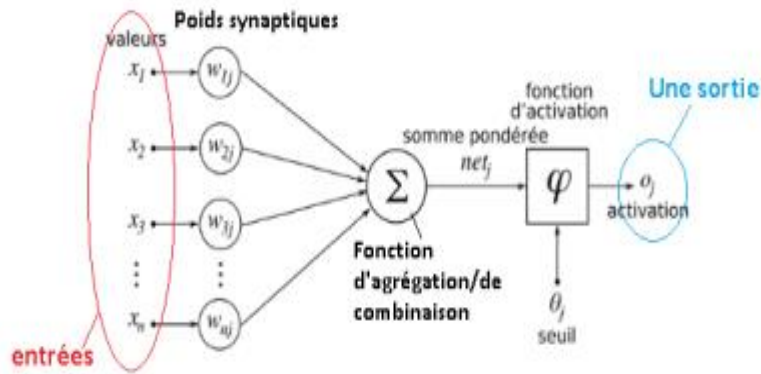 Poids synaptiques
valeurs
x1
w1j
x2
w2j
x3
w3j
xn
wnj
entrées
Σ
Fonction
d'agrégation/de
combinaison
somme pondérée
netj
fonction
d'activation
φ
θj
seuil
Une sortie
oj
activation